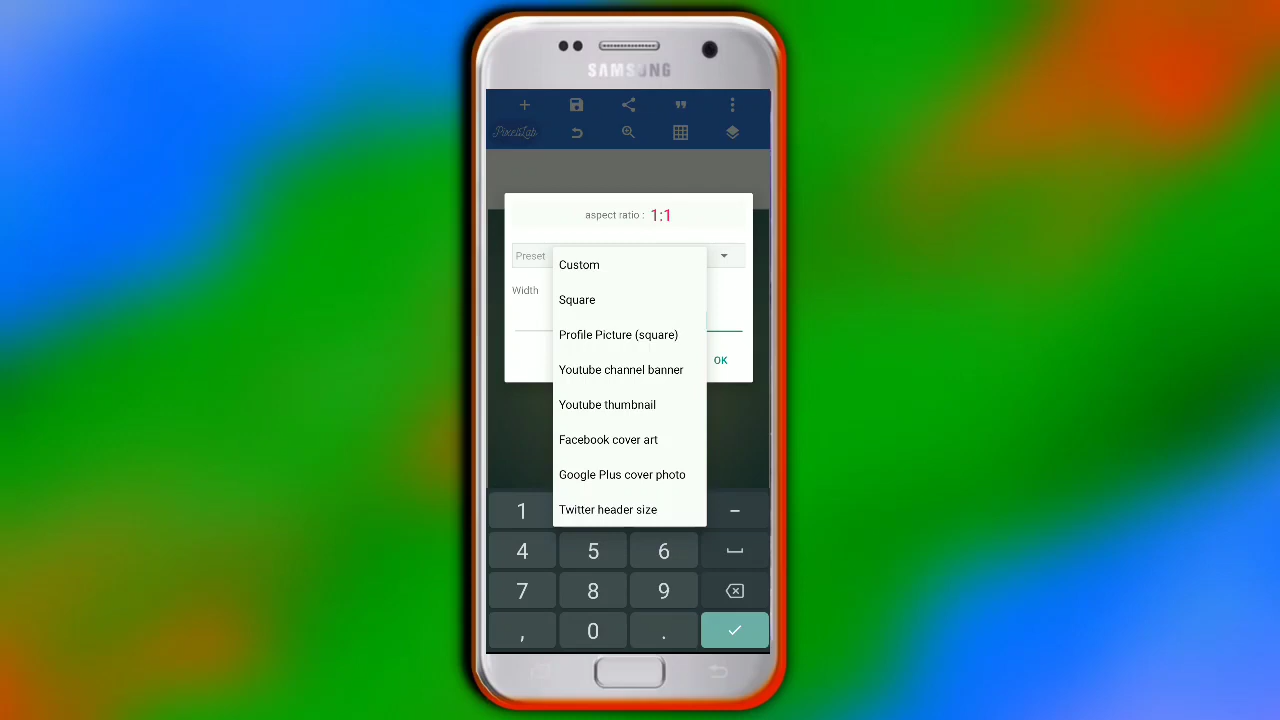 SAMSUNG
PixelLab
aspect ratio : 1:1
Preset
Custom
Width
Square
Profile Picture (square)
Youtube channel banner
OK
Youtube thumbnail
Facebook cover art
Google Plus cover photo
Twitter header size
1 -
4 5 6
7 8 9
, 0 .